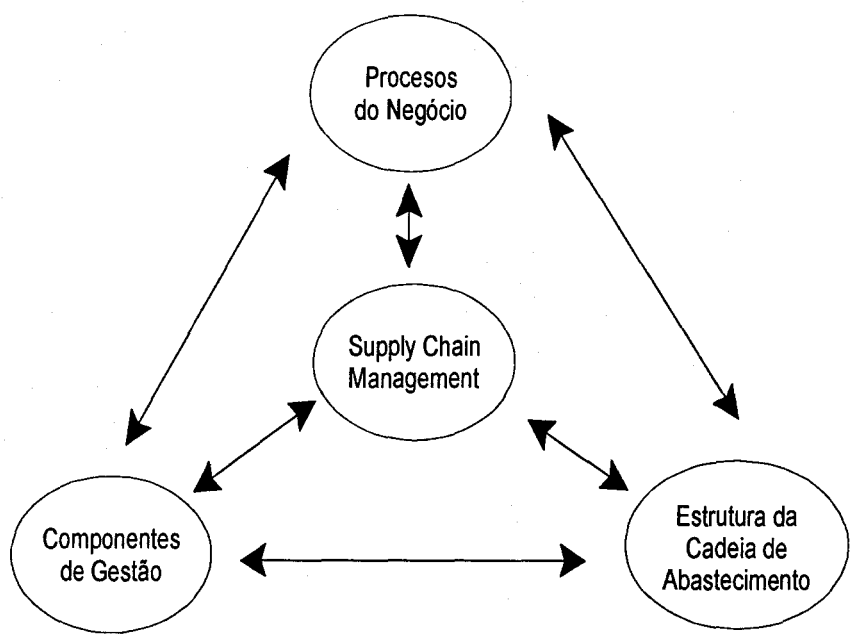 Procesos
do Negócio
Supply Chain
Management
Componentes
de Gestão
Estrutura da
Cadeia de
Abastecimento